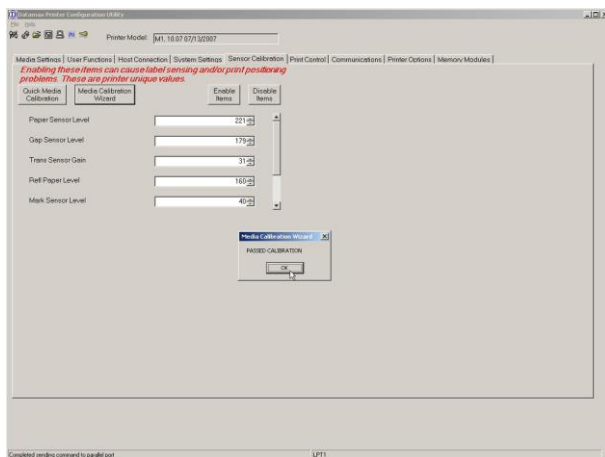 Datamax Printer Configuration Utility
Printer Model: M1, 10.07 07/13/2007
Media Settings User Functions Host Connection System Settings Sensor Calibration Print Control Communications Printer Options Memory Modules
Enabling these items can cause label sensing and/or print positioning
problems. These are printer unique values.
Quick Media Calibration
Media Calibration Wizard
Enable Items
Disable Items
Paper Sensor Level 221
Gap Sensor Level 179
Trans Sensor Gain 31
Refl Paper Level 160
Mark Sensor Level 40
Media Calibration Wizard
PASSED CALIBRATION
OK
Completed sending command to parallel port LPT1